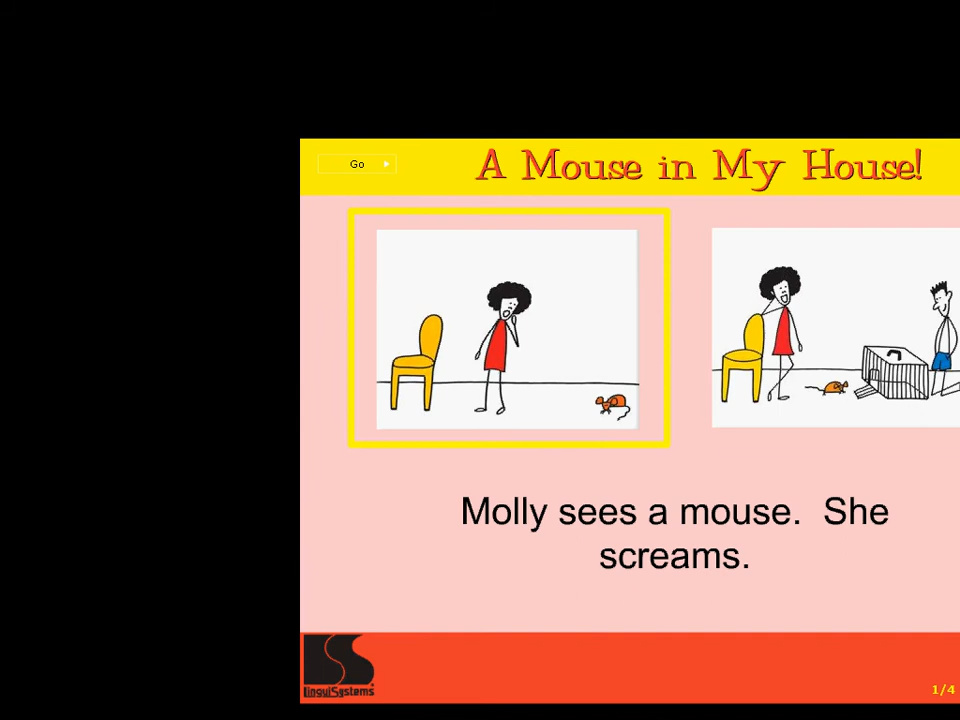 Go
A Mouse in My House!
Molly sees a mouse. She
screams.
LinguiSystems
1/4